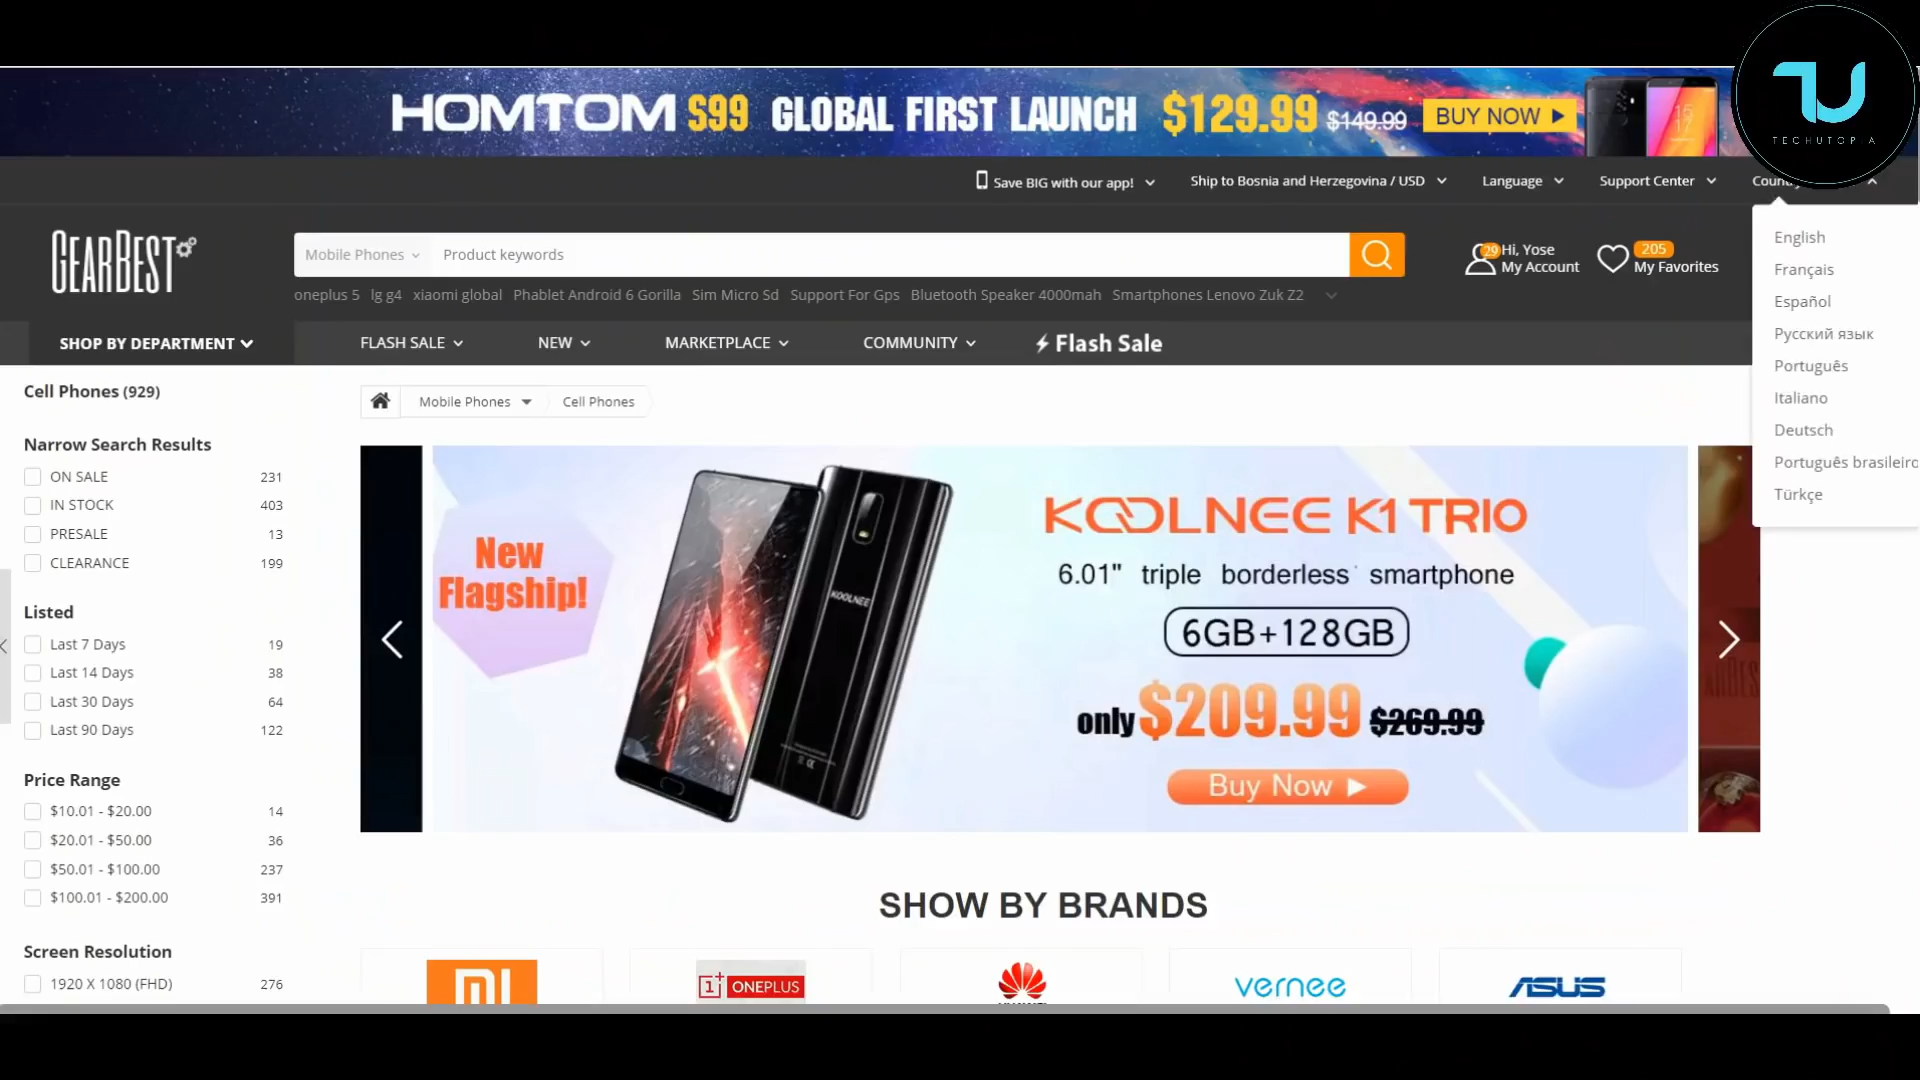 HOMTOM S99 GLOBAL FIRST LAUNCH $129.99 $149.99 BUY NOW
TU
TECHUTOPIA
Save BIG with our app! Ship to Bosnia and Herzegovina / USD Language Support Center
GEARBEST
Mobile Phones Product keywords
Hi, Yose
29 My Account
205
My Favorites
oneplus 5 lg g4 xiaomi global Phablet Android 6 Gorilla Sim Micro Sd Support For Gps Bluetooth Speaker 4000mah Smartphones Lenovo Zuk Z2
SHOP BY DEPARTMENT FLASH SALE NEW MARKETPLACE COMMUNITY Flash Sale
English
Français
Español
Русский язык
Português
Italiano
Deutsch
Português brasileiro
Türkçe
Cell Phones (929)
Narrow Search Results
ON SALE 231
IN STOCK 403
PRESALE 13
CLEARANCE 199
Listed
Last 7 Days 19
Last 14 Days 38
Last 30 Days 64
Last 90 Days 122
Price Range
$10.01 - $20.00 14
$20.01 - $50.00 36
$50.01 - $100.00 237
$100.01 - $200.00 391
Screen Resolution
1920 X 1080 (FHD) 276
Mobile Phones Cell Phones
New
Flagship!
KOOLNEE
KOOLNEE K1 TRIO
6.01" triple borderless smartphone
6GB+128GB
only $209.99 $269.99
Buy Now
SHOW BY BRANDS
MI
1+ ONEPLUS
vernee
ASUS